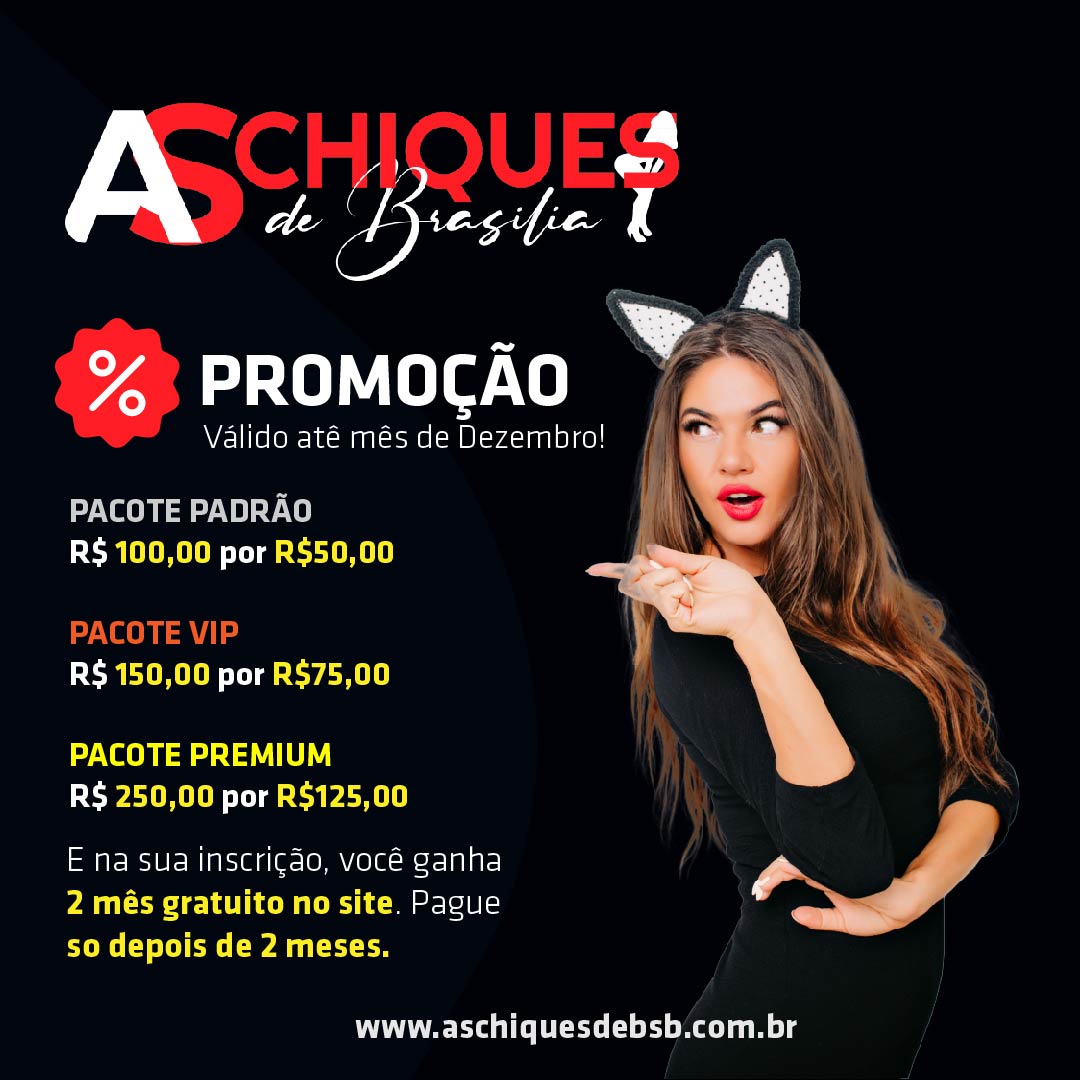 AS CHIQUES
de Brasilia
%
PROMOÇÃO
Válido atê mês de Dezembro!
PACOTE PADRÃO
R$ 100,00 por R$50,00
PACOTE VIP
R$ 150,00 por R$75,00
PACOTE PREMIUM
R$ 250,00 por R$125,00
E na sua inscrição, você ganha
2 mês gratuito no site. Pague
so depois de 2 meses.
www.aschiquesdebsb.com.br